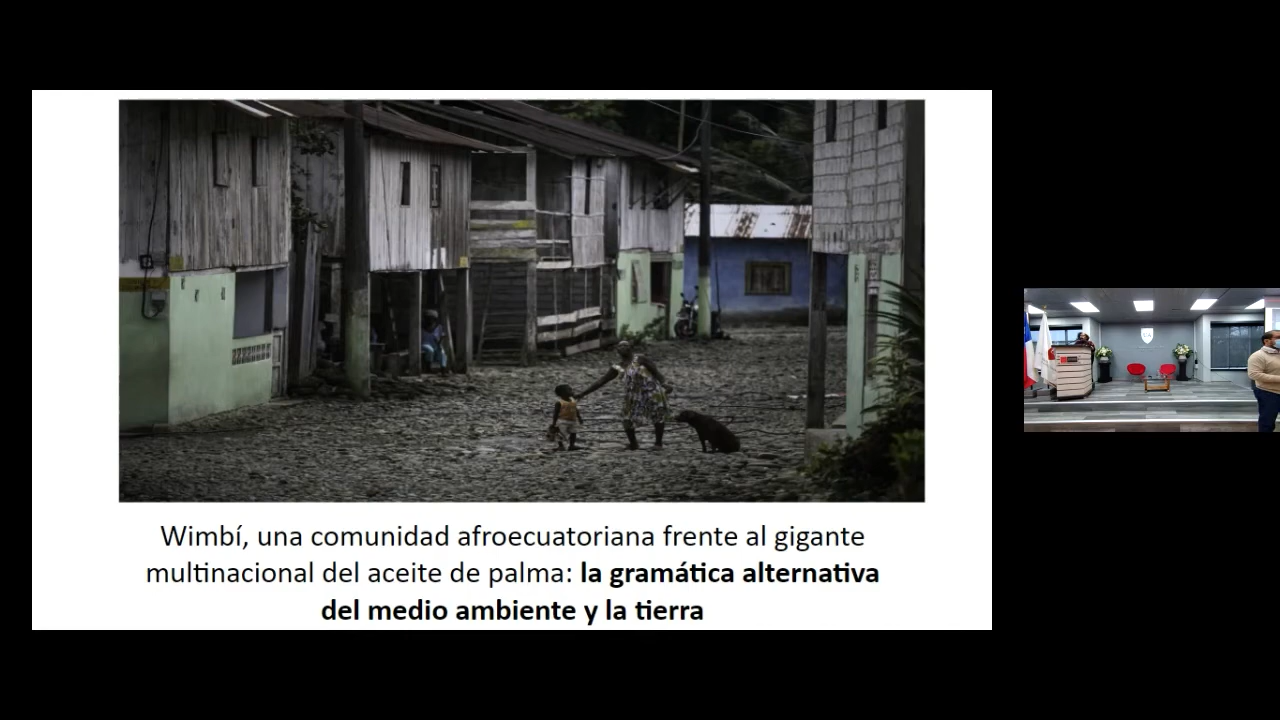 Wimbí, una comunidad afroecuatoriana frente al gigante
multinacional del aceite de palma: la gramática alternativa
del medio ambiente y la tierra